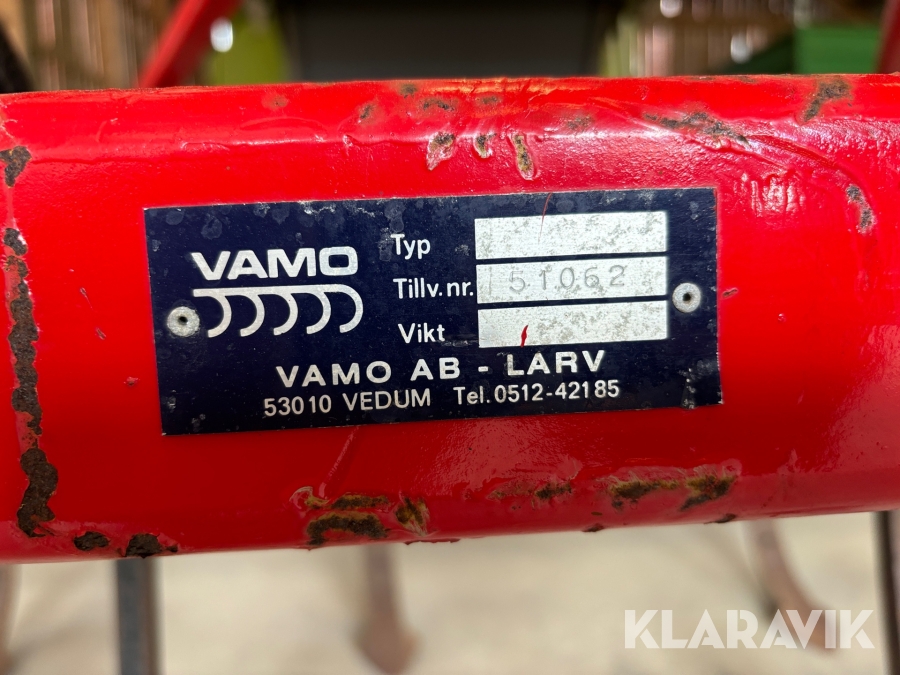 VAMO
Typ
Tillv.nr. 51062
Vikt
VAMO AB - LARV
53010 VEDUM Tel. 0512-42185
KLARAVIK